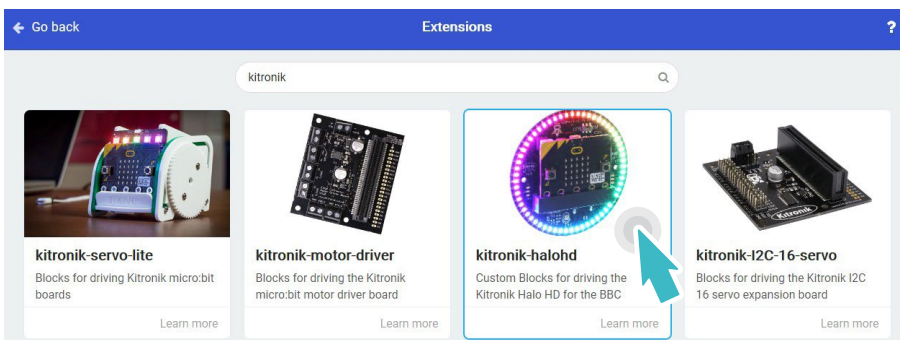 Go back
Extensions
?
kitronik
kitronik-servo-lite
Blocks for driving Kitronik micro:bit
boards
Learn more
kitronik-motor-driver
Blocks for driving the Kitronik
micro:bit motor driver board
Learn more
kitronik-halohd
Custom Blocks for driving the
Kitronik Halo HD for the BBC
Learn more
Kitronik
kitronik-I2C-16-servo
Blocks for driving the Kitronik I2C
16 servo expansion board
Learn more